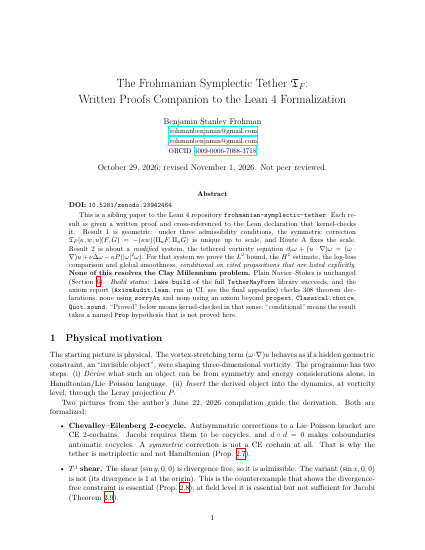 The Frohmanian Symplectic Tether 𝔗F:
Written Proofs Companion to the Lean 4 Formalization
Benjamin Stanley Frohman
rohmanbenjamin@gmail.com
rohmanbenjamin@gmail.com
ORCID 0009-0006-7068-3718
October 29, 2026; revised November 1, 2026. Not peer reviewed.
Abstract
DOI: 10.5281/zenodo.23942464
This is a sibling paper to the Lean 4 repository frohmanian-symplectic-tether. Each re-
sult is given a written proof and cross-referenced to the Lean declaration that kernel-checks
it. Result 1 is geometric: under three admissibility conditions, the symmetric correction
is unique up to scale, and Route A fixes the scale.
Result 2 is about a modified system, the tethered vorticity equation ∂tω + (u · ∇)ω = (ω ·
∇)u + νΔω − κP(|ω|²ω). For that system we prove the L² bound, the H¹ estimate, the log-loss
comparison and global smoothness, conditional on cited propositions that are listed explicitly.
None of this resolves the Clay Millennium problem. Plain Navier-Stokes is unchanged
(Section). Build status: lake build of the full TetherMayForm library succeeds, and the
axiom report (AxiomAudit.lean, run in CI; see the final appendix) checks 308 theorem dec-
larations, none using sorryAx and none using an axiom beyond propext, Classical.choice,
Quot.sound. "Proved" below means kernel-checked in that sense; "conditional" means the result
takes a named Prop hypothesis that is not proved here.
1 Physical motivation
The starting picture is physical. The vortex-stretching term (ω·∇)u behaves as if a hidden geometric
constraint, an "invisible object", were shaping three-dimensional vorticity. The programme has two
steps. (i) Derive what such an object can be from symmetry and energy considerations alone, in
Hamiltonian/Lie–Poisson language. (ii) Insert the derived object into the dynamics, at vorticity
level, through the Leray projection P.
Two pictures from the author's June 22, 2026 compilation guide the derivation. Both are
formalized:
• Chevalley–Eilenberg 2-cocycle. Antisymmetric corrections to a Lie–Poisson bracket are
CE 2-cochains. Jacobi requires them to be cocycles, and d ∘ d = 0 makes coboundaries
automatic cocycles. A symmetric correction is not a CE cochain at all. That is why the
tether is metriplectic and not Hamiltonian (Prop. 2.7).
• T³ shear. The shear (sin y, 0, 0) is divergence free, so it is admissible. The variant (sin x, 0, 0)
is not (its divergence is 1 at the origin). This is the counterexample that shows the divergence-
free constraint is essential (Prop. 2.8); at field level it is essential but not sufficient for Jacobi
(Theorem 2.9).
1